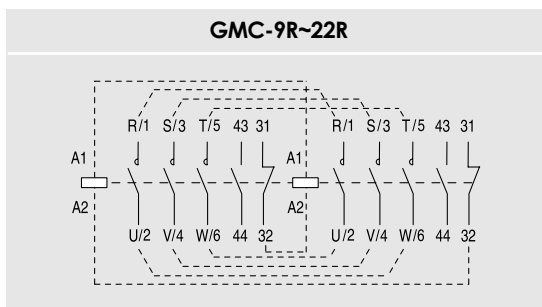 GMC-9R~22R
R/1 S/3 T/5 43 31 R/1 S/3 T/5 43 31
A1 A1
A2 A2
U/2 V/4 W/6 44 32 U/2 V/4 W/6 44 32